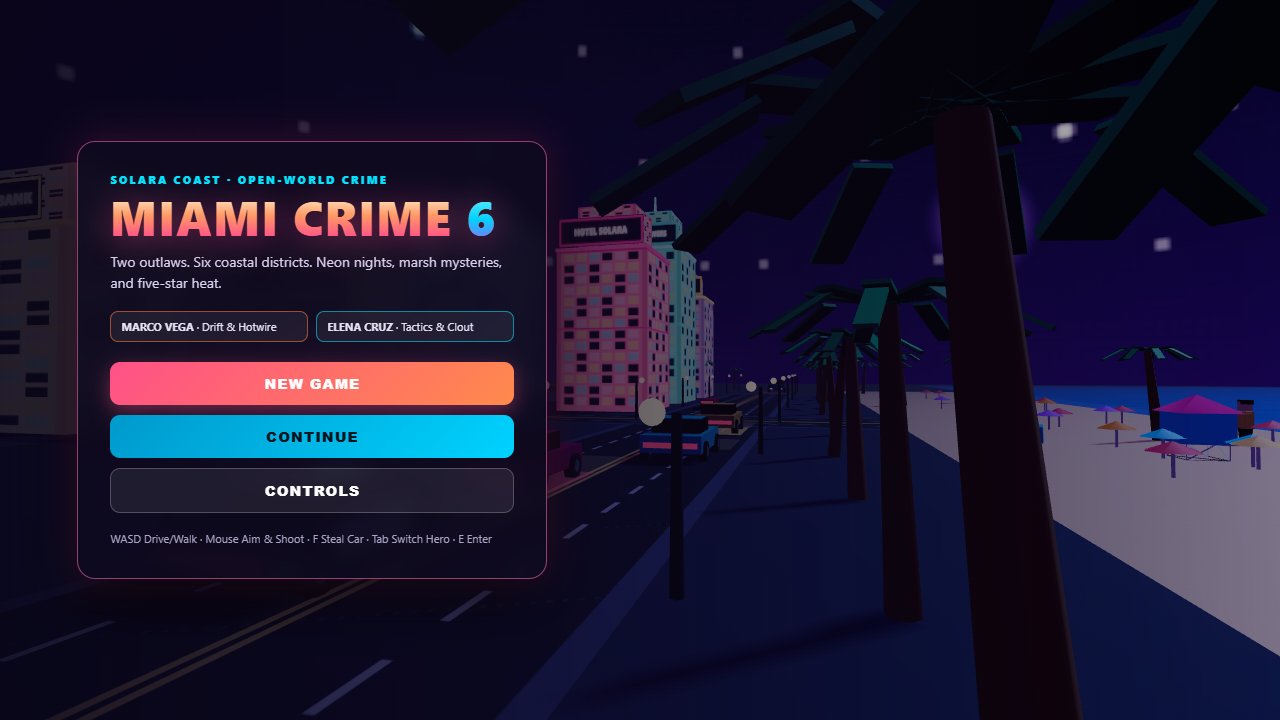 SOLARA COAST · OPEN-WORLD CRIME
MIAMI CRIME 6
Two outlaws. Six coastal districts. Neon nights, marsh mysteries,
and five-star heat.
MARCO VEGA · Drift & Hotwire
ELENA CRUZ · Tactics & Clout
NEW GAME
CONTINUE
CONTROLS
WASD Drive/Walk · Mouse Aim & Shoot · F Steal Car · Tab Switch Hero · E Enter
BANK
HOTEL SOLARA